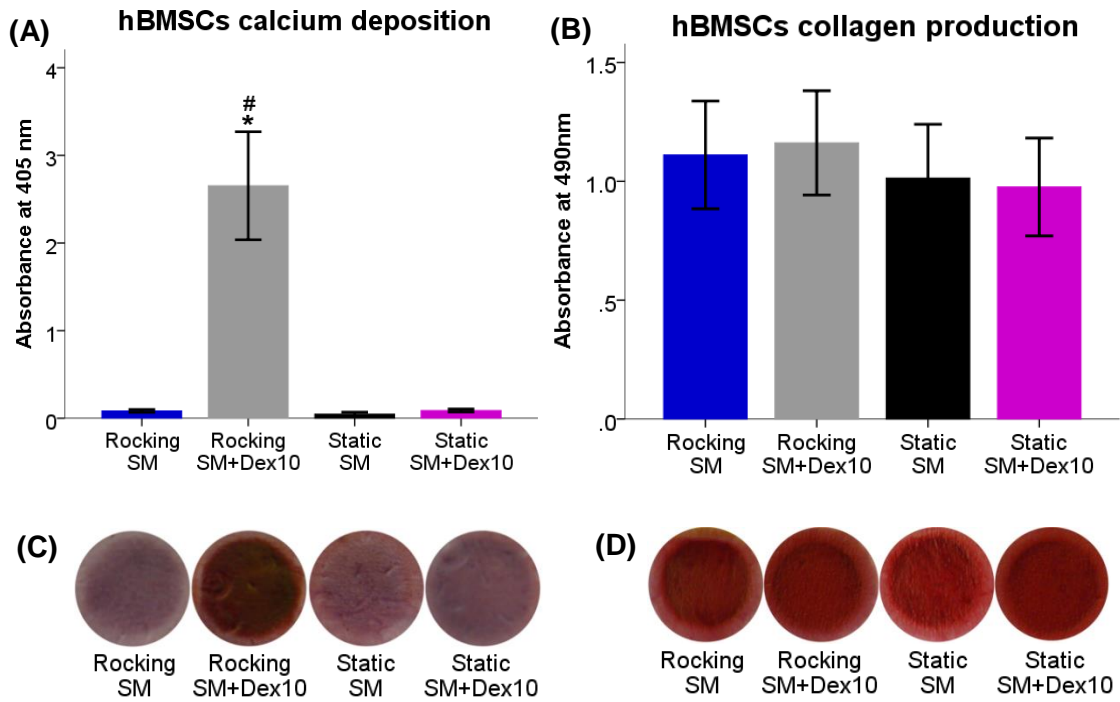 (A)
hBMSCs calcium deposition
Absorbance at 405 nm
4
3
2
1
0
#
*
Rocking
SM
Rocking
SM+Dex10
Static
SM
Static
SM+Dex10
(B)
hBMSCs collagen production
Absorbance at 490nm
1.5
1.0
.5
.0
Rocking
SM
Rocking
SM+Dex10
Static
SM
Static
SM+Dex10
(C)
Rocking
SM
Rocking
SM+Dex10
Static
SM
Static
SM+Dex10
(D)
Rocking
SM
Rocking
SM+Dex10
Static
SM
Static
SM+Dex10